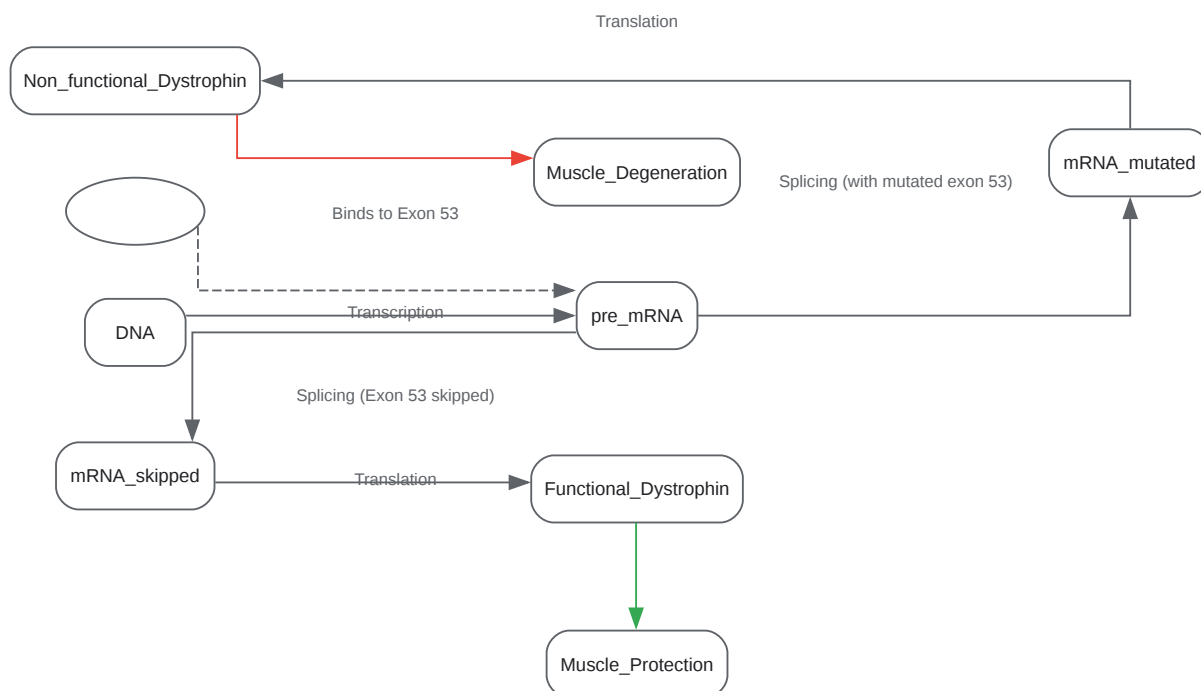 Translation
Non_functional_Dystrophin
Muscle_Degeneration
mRNA_mutated
Splicing (with mutated exon 53)
Binds to Exon 53
Transcription
pre_mRNA
DNA
Splicing (Exon 53 skipped)
mRNA_skipped
Translation
Functional_Dystrophin
Muscle_Protection